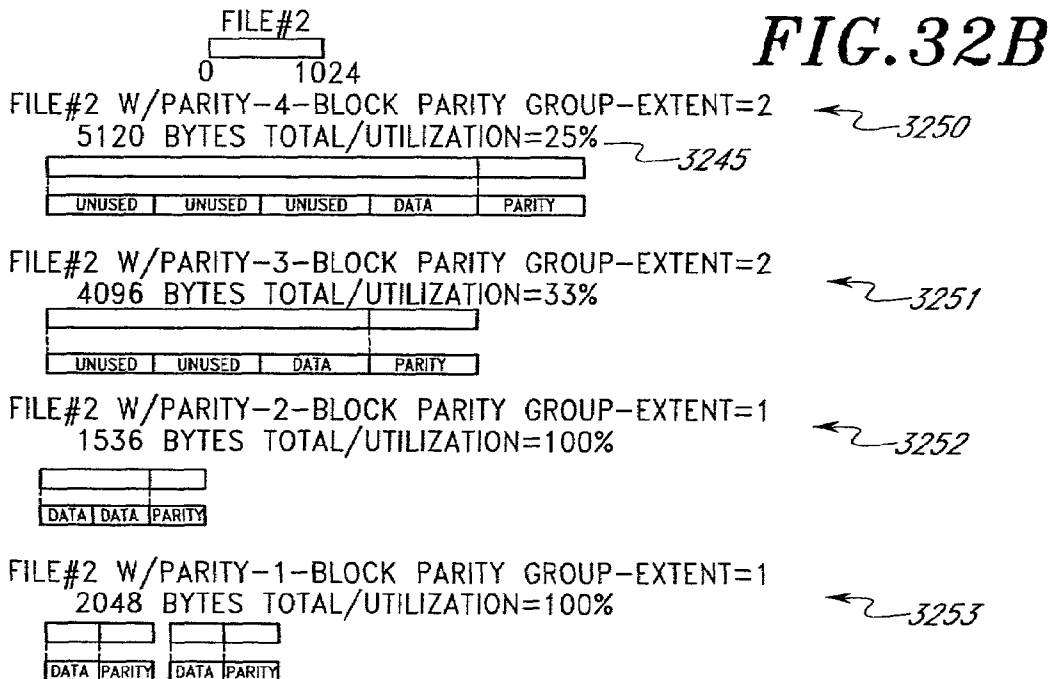 FILE#2
FIG.32B
0 1024
FILE#2 W/PARITY-4-BLOCK PARITY GROUP-EXTENT=2
3250
5120 BYTES TOTAL/UTILIZATION=25%
3245
UNUSED UNUSED UNUSED DATA PARITY
FILE#2 W/PARITY-3-BLOCK PARITY GROUP-EXTENT=2
4096 BYTES TOTAL/UTILIZATION=33%
3251
UNUSED UNUSED DATA PARITY
FILE#2 W/PARITY-2-BLOCK PARITY GROUP-EXTENT=1
1536 BYTES TOTAL/UTILIZATION=100%
3252
DATA DATA PARITY
FILE#2 W/PARITY-1-BLOCK PARITY GROUP-EXTENT=1
2048 BYTES TOTAL/UTILIZATION=100%
3253
DATA PARITY DATA PARITY